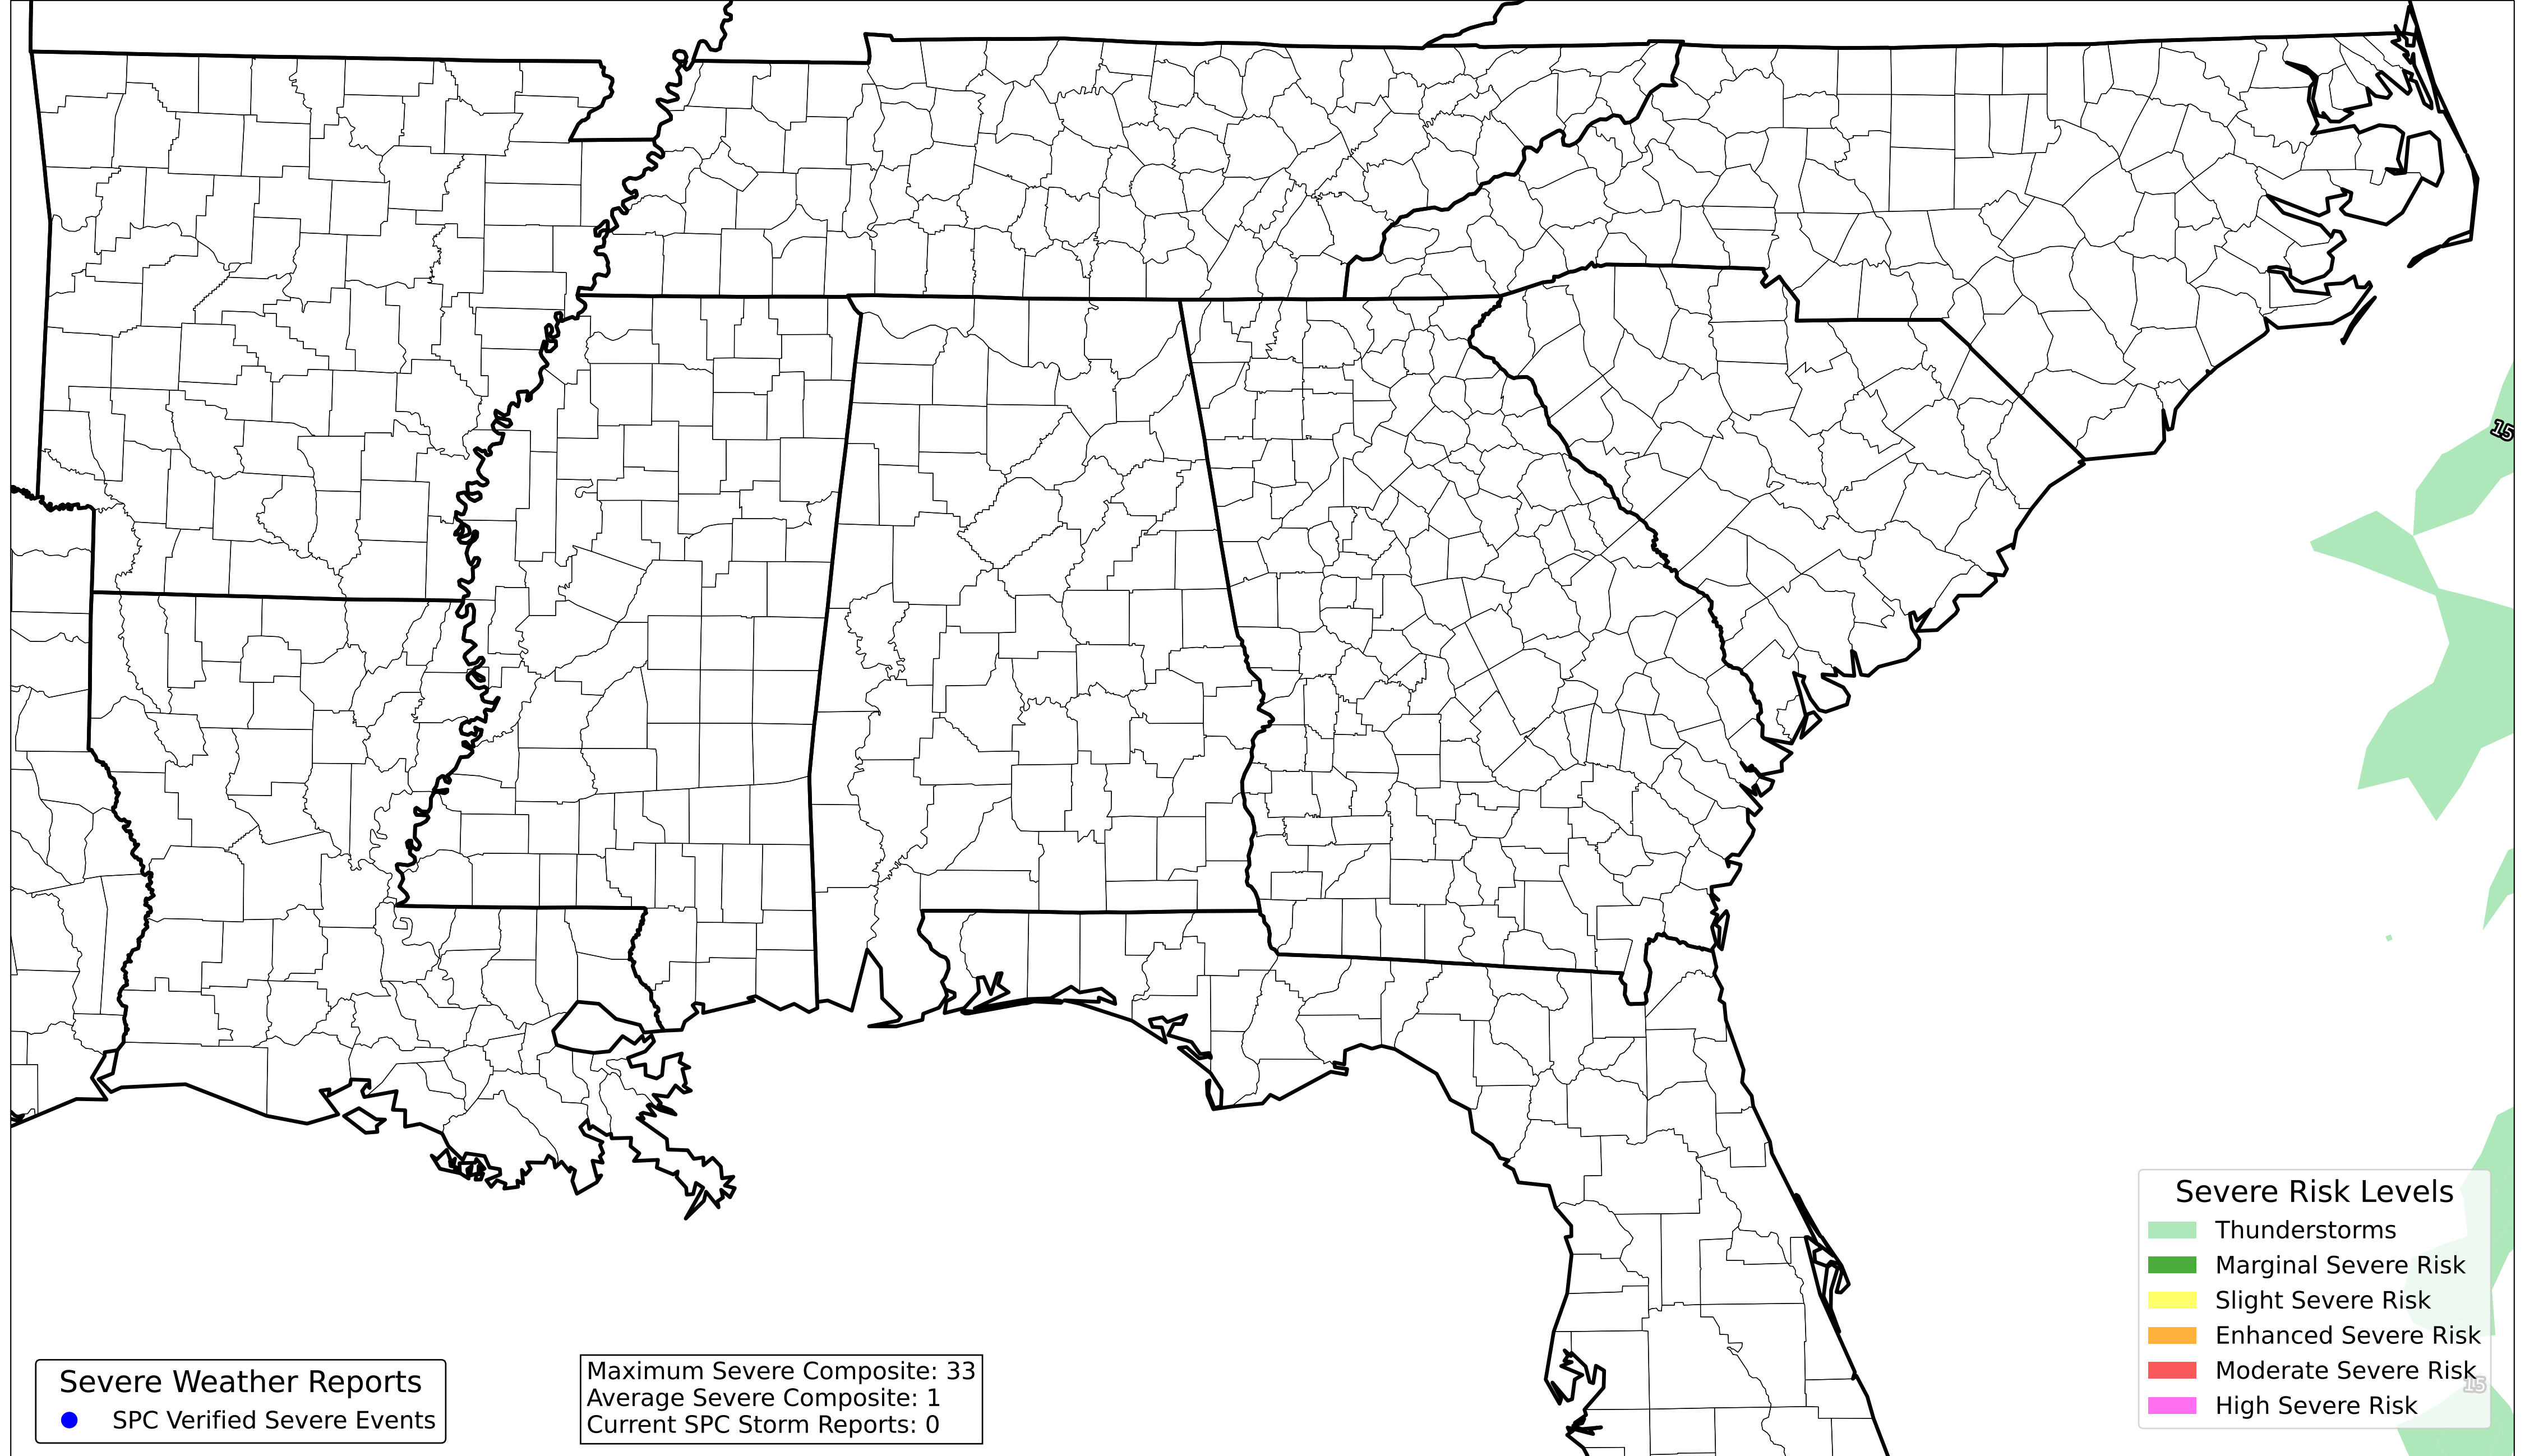 15
Severe Risk Levels
Thunderstorms
Marginal Severe Risk
Slight Severe Risk
Enhanced Severe Risk
Moderate Severe Risk
15
High Severe Risk
Severe Weather Reports
SPC Verified Severe Events
Maximum Severe Composite: 33
Average Severe Composite: 1
Current SPC Storm Reports: 0